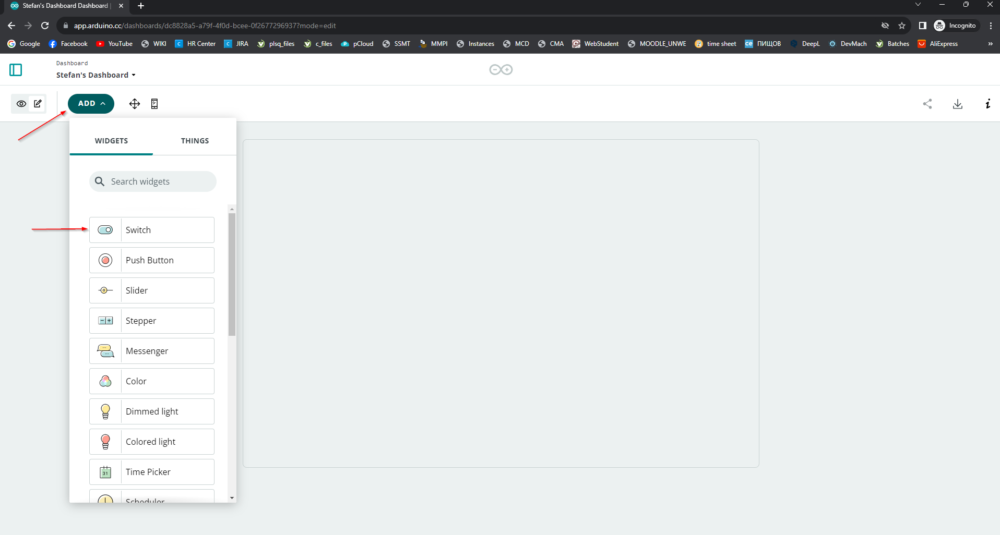 Stefan's Dashboard Dashboard |
app.arduino.cc/dashboards/dc8828a5-a79f-4f0d-bcee-0f2677296937?mode=edit
Incognito
Google Facebook YouTube WIKI HR Center JIRA plsq_files c_files pCloud SSMT MMPI Instances MCD CMA WebStudent MOODLE_UNWE time sheet ПИЩОВ DeepL DevMach Batches AliExpress »
Dashboard
Stefan's Dashboard
ADD
WIDGETS THINGS
Search widgets
Switch
Push Button
Slider
Stepper
Messenger
Color
Dimmed light
Colored light
31 Time Picker
Scheduler